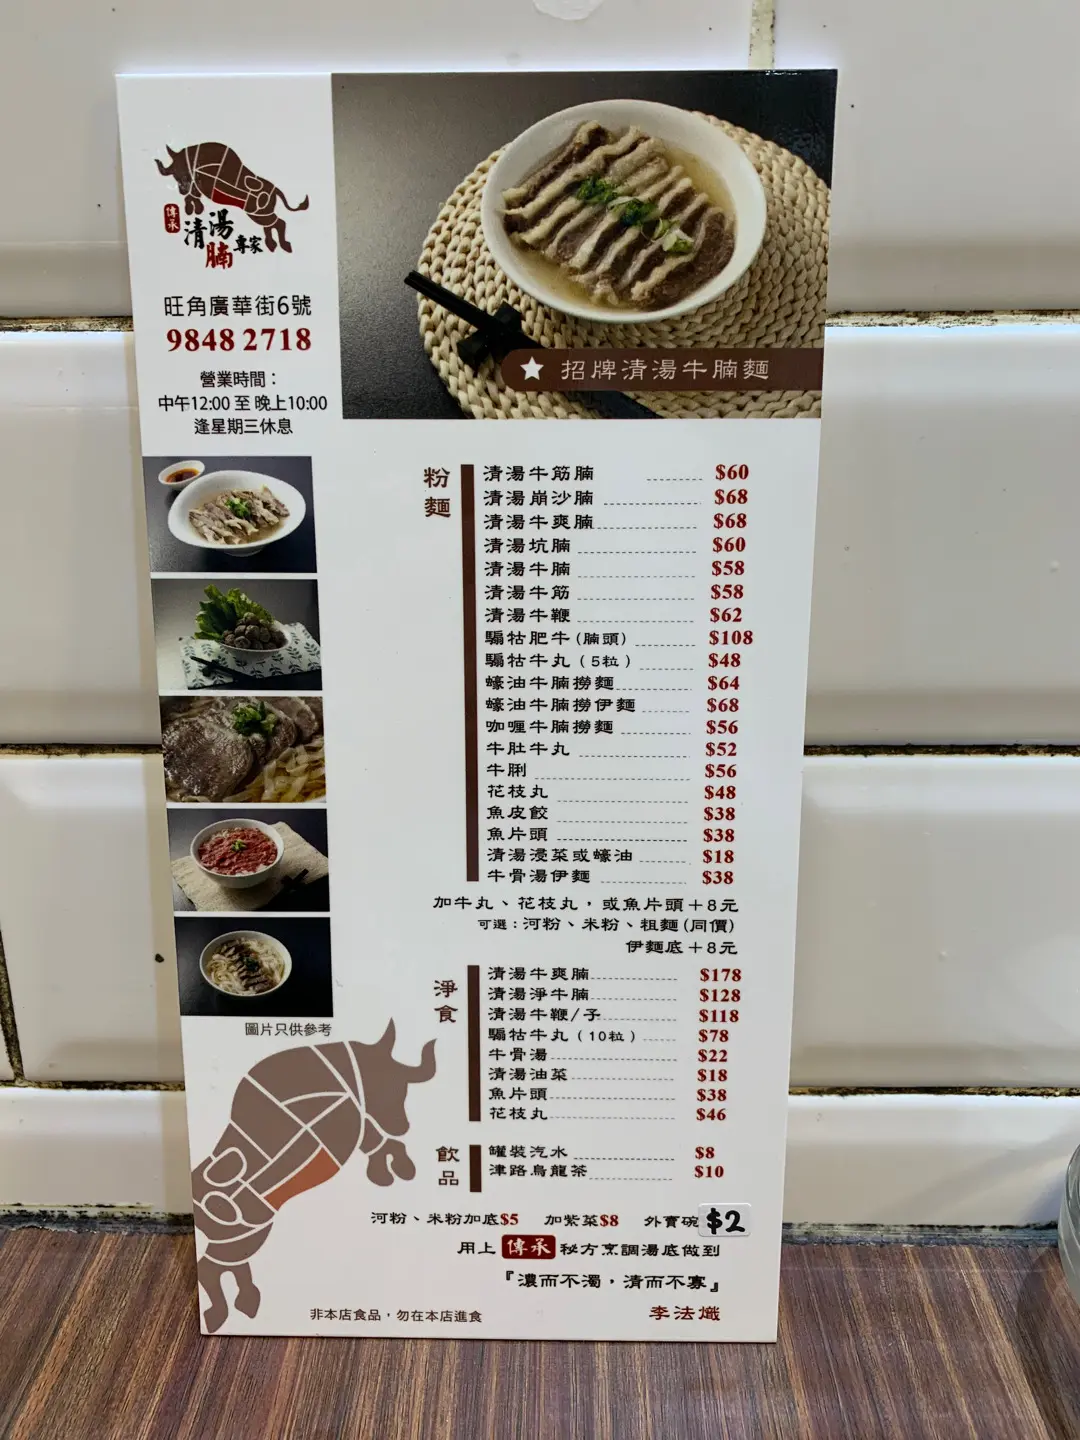 傳承
清湯腩專家
旺角廣華街6號
9848 2718
營業時間：
中午12:00 至 晚上10:00
逢星期三休息
招牌清湯牛腩麵
粉麵
清湯牛筋腩 $60
清湯崩沙腩 $68
清湯牛爽腩 $68
清湯坑腩 $60
清湯牛腩 $58
清湯牛筋 $58
清湯牛鞭 $62
騸牯肥牛(腩頭) $108
騸牯牛丸（5粒） $48
蠔油牛腩撈麵 $64
蠔油牛腩撈伊麵 $68
咖喱牛腩撈麵 $56
牛肚牛丸 $52
牛脷 $56
花枝丸 $48
魚皮餃 $38
魚片頭 $38
清湯浸菜或蠔油 $18
牛骨湯伊麵 $38
加牛丸、花枝丸，或魚片頭＋8元
可選：河粉、米粉、粗麵(同價)
伊麵底＋8元
淨食
清湯牛爽腩 $178
清湯淨牛腩 $128
清湯牛鞭/子 $118
騸牯牛丸（10粒） $78
牛骨湯 $22
清湯油菜 $18
魚片頭 $38
花枝丸 $46
飲品
罐裝汽水 $8
津路烏龍茶 $10
圖片只供參考
河粉、米粉加底$5 加紫菜$8 外賣碗$2
用上 傳承 秘方烹調湯底做到
『濃而不濁，清而不寡』
非本店食品，勿在本店進食
李法熾